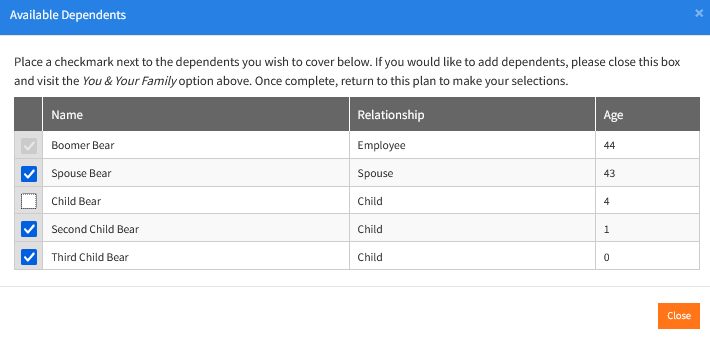 Available Dependents ×
Place a checkmark next to the dependents you wish to cover below. If you would like to add dependents, please close this box
and visit the You & Your Family option above. Once complete, return to this plan to make your selections.
Name Relationship Age
Boomer Bear Employee 44
Spouse Bear Spouse 43
Child Bear Child 4
Second Child Bear Child 1
Third Child Bear Child 0
Close